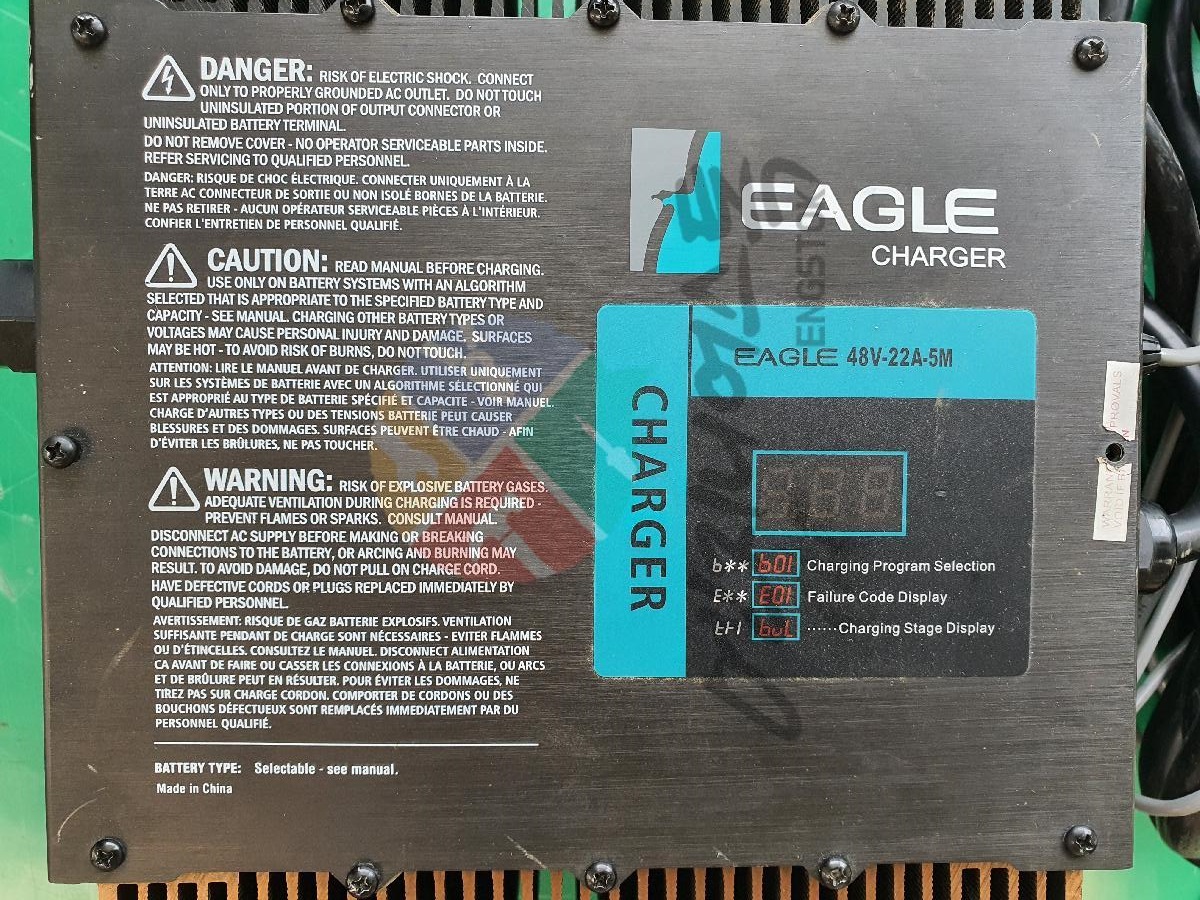 DANGER: RISK OF ELECTRIC SHOCK. CONNECT
ONLY TO PROPERLY GROUNDED AC OUTLET. DO NOT TOUCH
UNINSULATED PORTION OF OUTPUT CONNECTOR OR
UNINSULATED BATTERY TERMINAL.
DO NOT REMOVE COVER - NO OPERATOR SERVICEABLE PARTS INSIDE.
REFER SERVICING TO QUALIFIED PERSONNEL.
DANGER: RISQUE DE CHOC ÉLECTRIQUE. CONNECTER UNIQUEMENT À LA
TERRE AC CONNECTEUR DE SORTIE OU NON ISOLÉ BORNES DE LA BATTERIE.
NE PAS RETIRER - AUCUN OPÉRATEUR SERVICEABLE PIÈCES À L'INTÉRIEUR.
CONFIER L'ENTRETIEN DE PERSONNEL QUALIFIÉ.
CAUTION: READ MANUAL BEFORE CHARGING.
USE ONLY ON BATTERY SYSTEMS WITH AN ALGORITHM
SELECTED THAT IS APPROPRIATE TO THE SPECIFIED BATTERY TYPE AND
CAPACITY - SEE MANUAL. CHARGING OTHER BATTERY TYPES OR
VOLTAGES MAY CAUSE PERSONAL INJURY AND DAMAGE. SURFACES
MAY BE HOT - TO AVOID RISK OF BURNS, DO NOT TOUCH.
ATTENTION: LIRE LE MANUEL AVANT DE CHARGER. UTILISER UNIQUEMENT
SUR LES SYSTÈMES DE BATTERIE AVEC UN ALGORITHME SÉLECTIONNÉ QUI
EST APPROPRIÉ AU TYPE DE BATTERIE SPÉCIFIÉ ET CAPACITE - VOIR MANUEL.
CHARGE D'AUTRES TYPES OU DES TENSIONS BATTERIE PEUT CAUSER
BLESSURES ET DES DOMMAGES. SURFACES PEUVENT ÊTRE CHAUD - AFIN
D'ÉVITER LES BRÛLURES, NE PAS TOUCHER.
WARNING: RISK OF EXPLOSIVE BATTERY GASES.
ADEQUATE VENTILATION DURING CHARGING IS REQUIRED -
PREVENT FLAMES OR SPARKS. CONSULT MANUAL.
DISCONNECT AC SUPPLY BEFORE MAKING OR BREAKING
CONNECTIONS TO THE BATTERY, OR ARCING AND BURNING MAY
RESULT. TO AVOID DAMAGE, DO NOT PULL ON CHARGE CORD.
HAVE DEFECTIVE CORDS OR PLUGS REPLACED IMMEDIATELY BY
QUALIFIED PERSONNEL.
AVERTISSEMENT: RISQUE DE GAZ BATTERIE EXPLOSIFS. VENTILATION
SUFFISANTE PENDANT DE CHARGE SONT NÉCESSAIRES - EVITER FLAMMES
OU D'ÉTINCELLES. CONSULTEZ LE MANUEL. DISCONNECT ALIMENTATION
CA AVANT DE FAIRE OU CASSER LES CONNEXIONS À LA BATTERIE, OU ARCS
ET DE BRÛLURE PEUT EN RÉSULTER. POUR ÉVITER LES DOMMAGES, NE
TIREZ PAS SUR CHARGE CORDON. COMPORTER DE CORDONS OU DES
BOUCHONS DÉFECTUEUX SONT REMPLACÉS IMMEDIATEMENT PAR DU
PERSONNEL QUALIFIÉ.
BATTERY TYPE: Selectable - see manual.
Made in China
EAGLE
CHARGER
EAGLE 48V-22A-5M
CHARGER
b** b01 Charging Program Selection
E** E01 Failure Code Display
buL ······Charging Stage Display